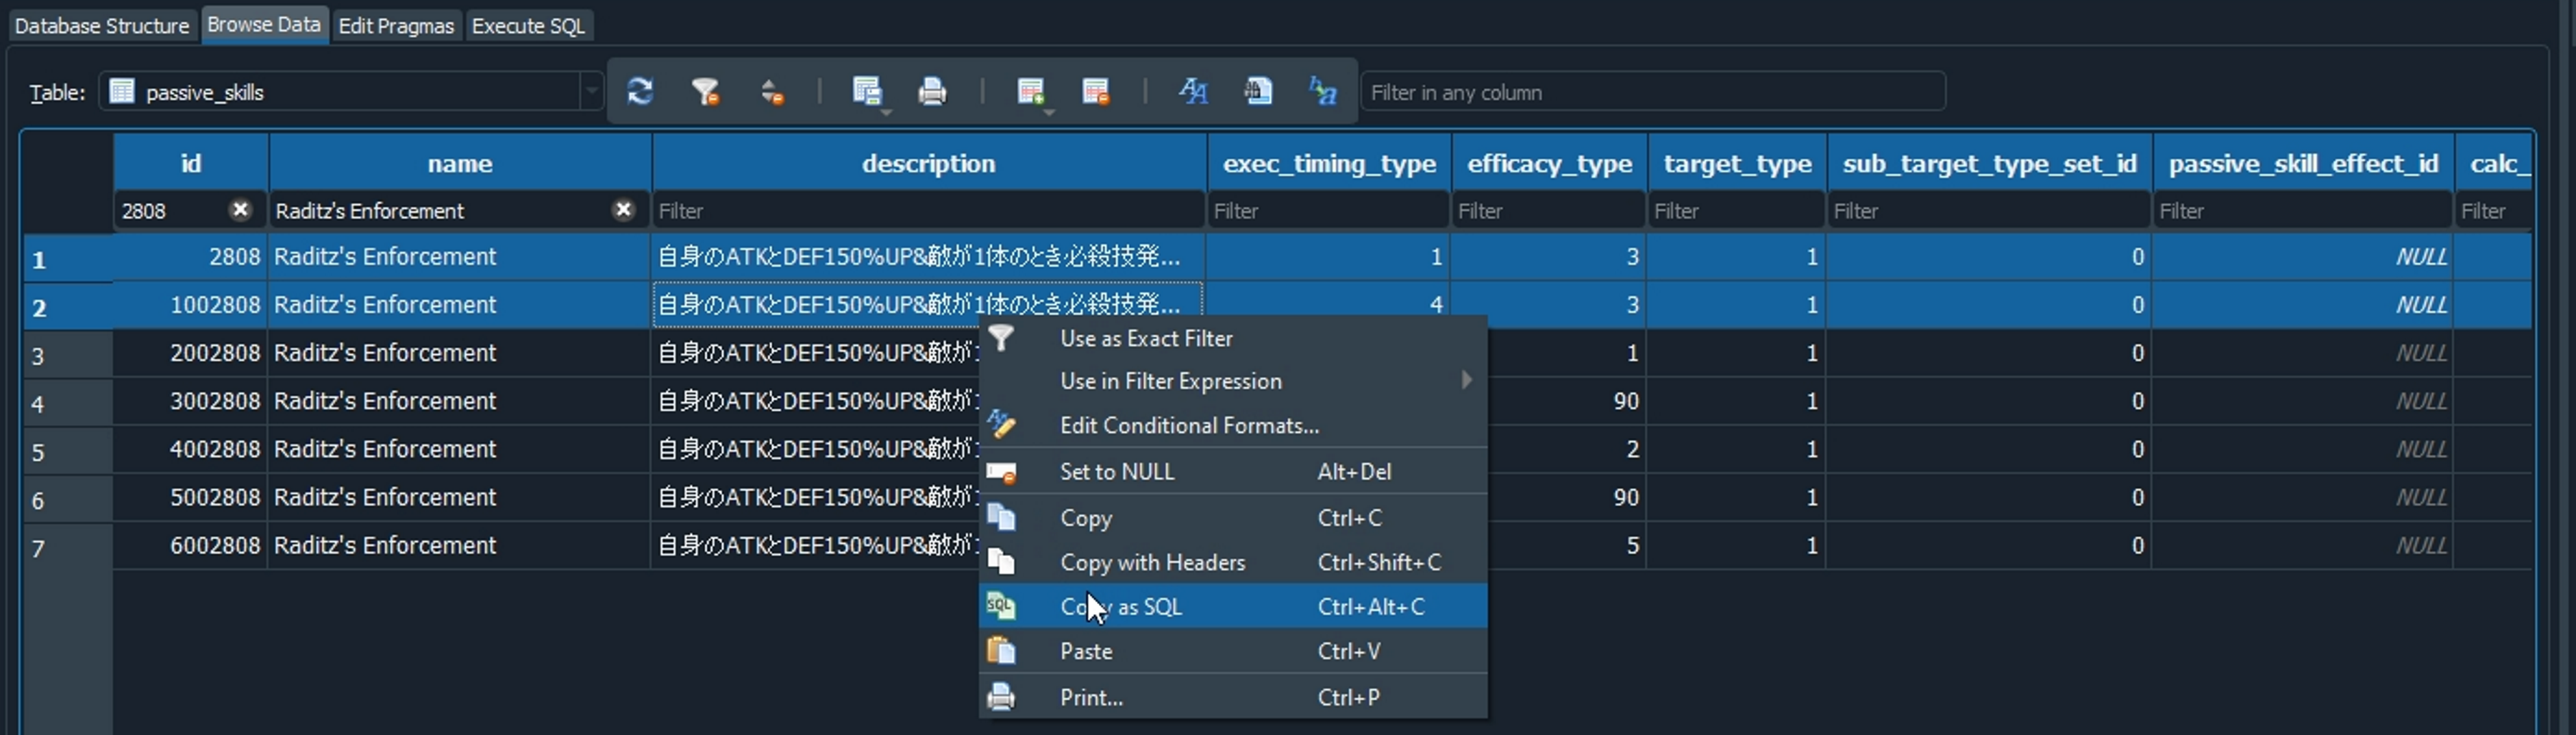 Database Structure Browse Data Edit Pragmas Execute SQL
Table: passive_skills Filter in any column
id name description exec_timing_type efficacy_type target_type sub_target_type_set_id passive_skill_effect_id calc_
2808 Raditz's Enforcement Filter Filter Filter Filter Filter Filter Filter
1 2808 Raditz's Enforcement 自身のATKとDEF150%UP&敵が1体のとき必殺技発... 1 3 1 0 NULL
2 1002808 Raditz's Enforcement 自身のATKとDEF150%UP&敵が1体のとき必殺技発... 4 3 1 0 NULL
3 2002808 Raditz's Enforcement 自身のATKとDEF150%UP&敵が 1 1 0 NULL
4 3002808 Raditz's Enforcement 自身のATKとDEF150%UP&敵が 90 1 0 NULL
5 4002808 Raditz's Enforcement 自身のATKとDEF150%UP&敵が 2 1 0 NULL
6 5002808 Raditz's Enforcement 自身のATKとDEF150%UP&敵が 90 1 0 NULL
7 6002808 Raditz's Enforcement 自身のATKとDEF150%UP&敵が 5 1 0 NULL
Use as Exact Filter
Use in Filter Expression
Edit Conditional Formats...
Set to NULL Alt+Del
Copy Ctrl+C
Copy with Headers Ctrl+Shift+C
Copy as SQL Ctrl+Alt+C
Paste Ctrl+V
Print... Ctrl+P